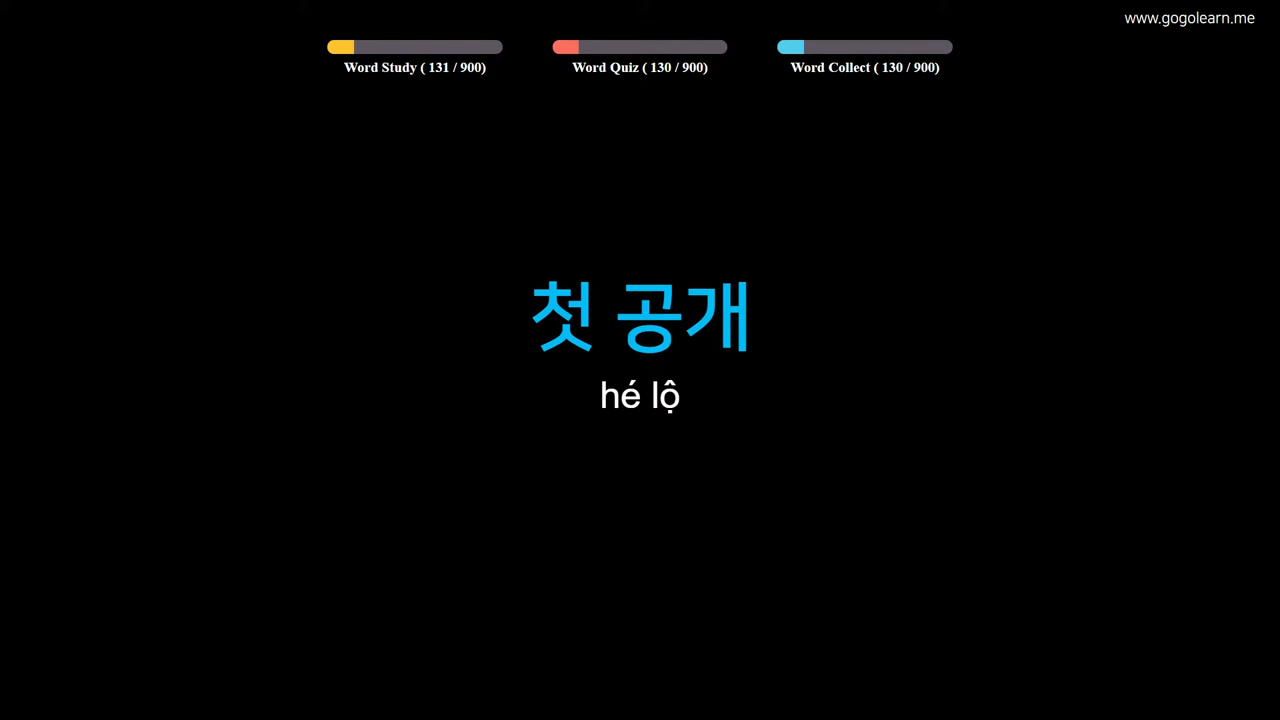 www.gogolearn.me
Word Study ( 131 / 900)
Word Quiz ( 130 / 900)
Word Collect ( 130 / 900)
첫 공개
hé lộ